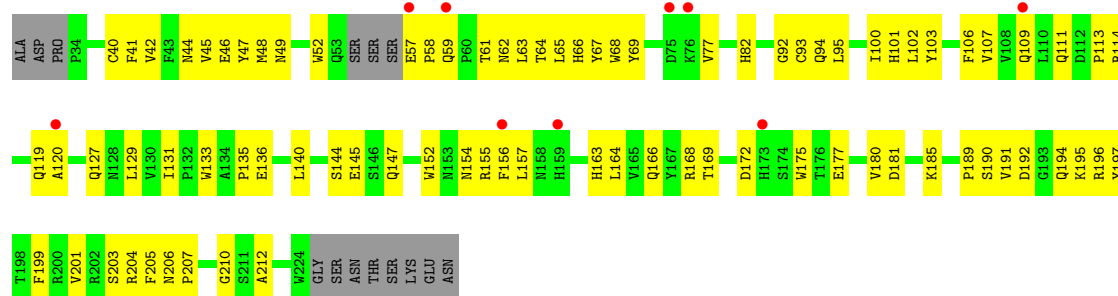 ALA ASP PRO P34 C40 F41 V42 F43 N44 V45 E46 Y47 M48 N49 W52 Q53 SER SER SER E57 P58 Q59 P60 T61 N62 L63 T64 L65 H66 Y67 W68 Y69 D75 K76 V77 H82 G92 C93 Q94 L95 I100 H101 L102 Y103 F106 V107 V108 Q109 L110 Q111 D112 P113 R114
Q119 A120 Q127 N128 L129 V130 I131 P132 W133 A134 P135 E136 L140 S144 E145 S146 Q147 W152 N153 N154 R155 F156 L157 N158 H159 H163 L164 V165 Q166 Y167 R168 T169 D172 H173 S174 W175 T176 E177 V180 D181 K185 P189 S190 V191 D192 G193 Q194 K195 R196 Y197
T198 F199 R200 V201 R202 S203 R204 F205 N206 P207 G210 S211 A212 W224 GLY SER ASN THR SER LYS GLU ASN